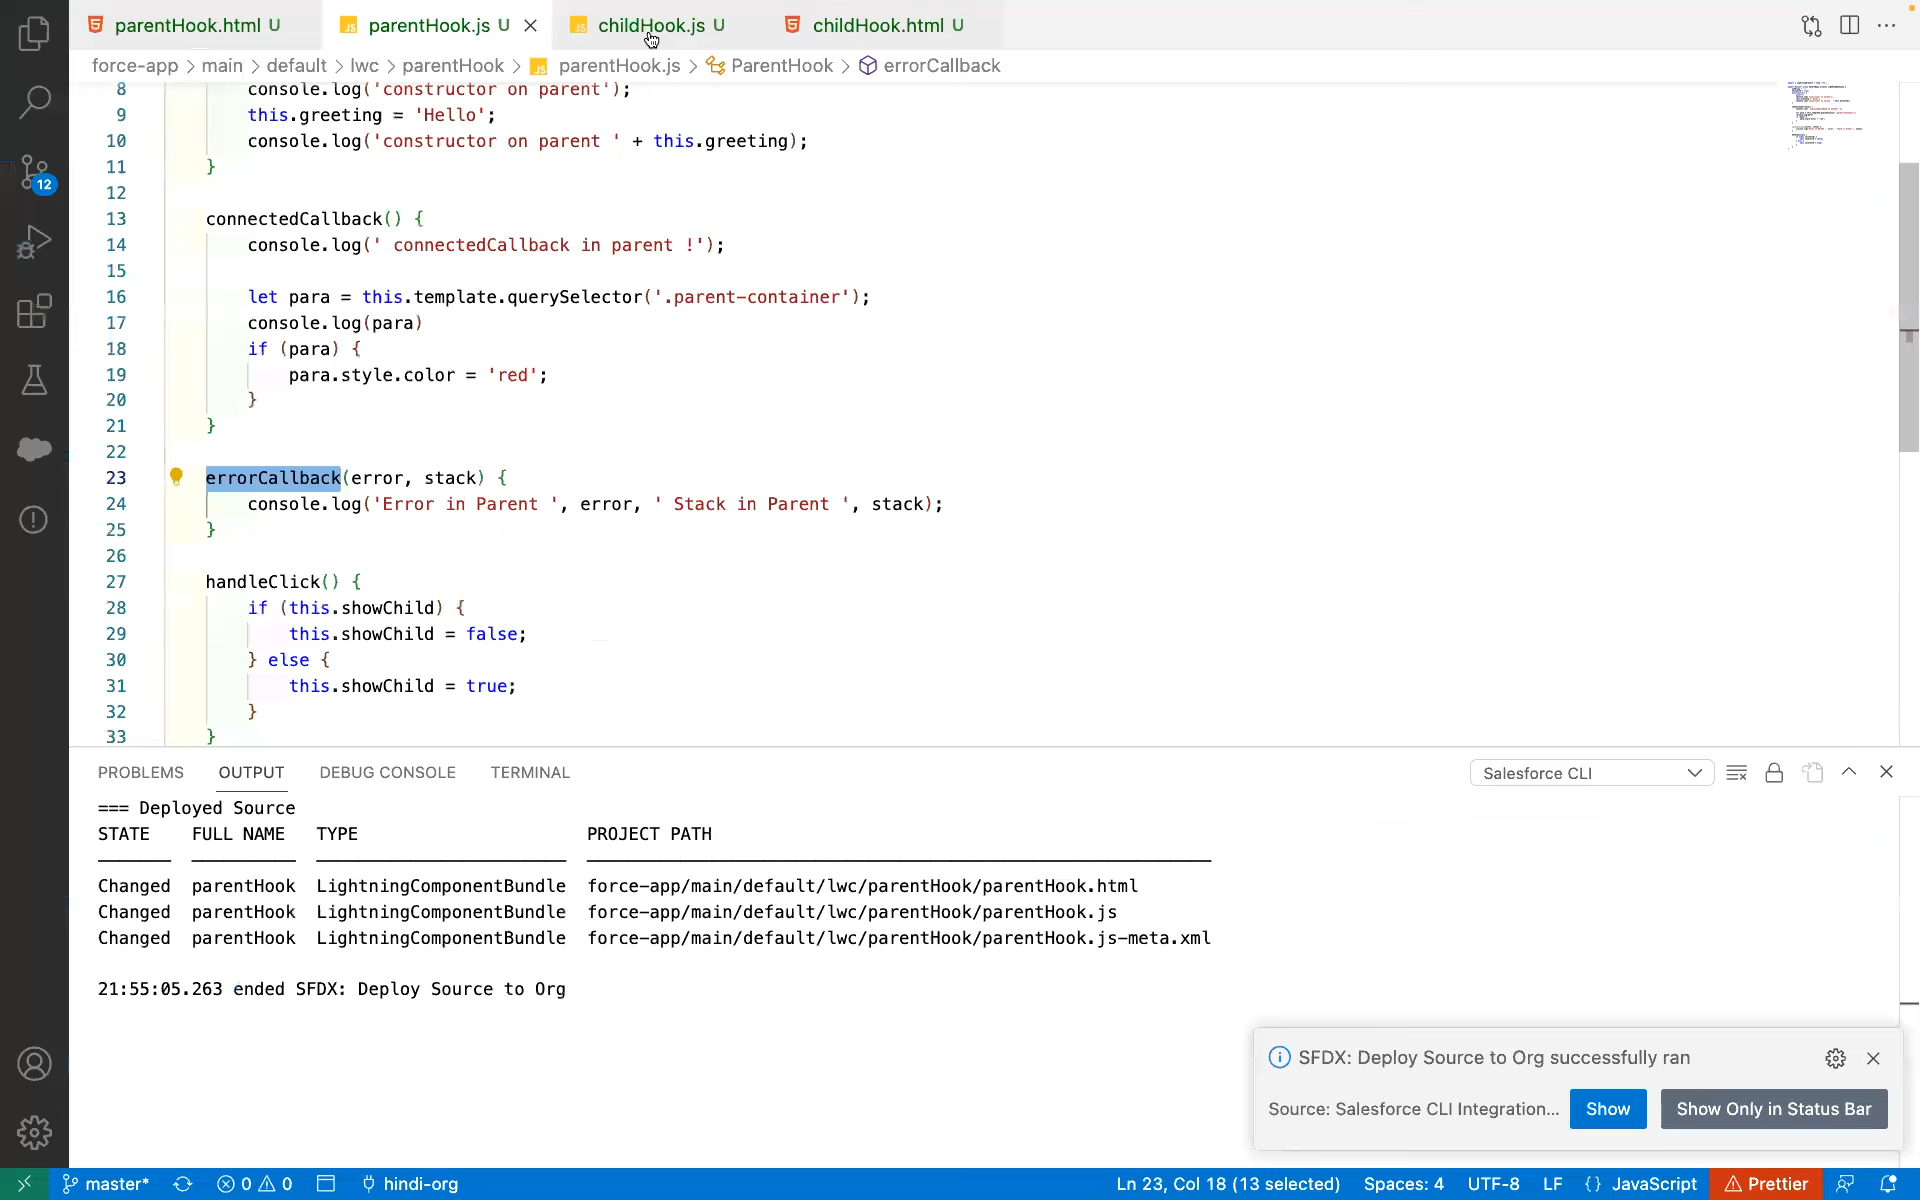 parentHook.html U
JS parentHook.js U
JS childHook.js U
childHook.html U
force-app > main > default > lwc > parentHook > JS parentHook.js > ParentHook > errorCallback
8 console.log('constructor on parent');
9 this.greeting = 'Hello';
10 console.log('constructor on parent ' + this.greeting);
11 }
12
13 connectedCallback() {
14 console.log(' connectedCallback in parent !');
15
16 let para = this.template.querySelector('.parent-container');
17 console.log(para)
18 if (para) {
19 para.style.color = 'red';
20 }
21 }
22
23 errorCallback(error, stack) {
24 console.log('Error in Parent ', error, ' Stack in Parent ', stack);
25 }
26
27 handleClick() {
28 if (this.showChild) {
29 this.showChild = false;
30 } else {
31 this.showChild = true;
32 }
33 }
12
PROBLEMS OUTPUT DEBUG CONSOLE TERMINAL
Salesforce CLI
=== Deployed Source
STATE FULL NAME TYPE PROJECT PATH
Changed parentHook LightningComponentBundle force-app/main/default/lwc/parentHook/parentHook.html
Changed parentHook LightningComponentBundle force-app/main/default/lwc/parentHook/parentHook.js
Changed parentHook LightningComponentBundle force-app/main/default/lwc/parentHook/parentHook.js-meta.xml
21:55:05.263 ended SFDX: Deploy Source to Org
SFDX: Deploy Source to Org successfully ran
Source: Salesforce CLI Integration...
Show
Show Only in Status Bar
master* 0 0 hindi-org Ln 23, Col 18 (13 selected) Spaces: 4 UTF-8 LF {} JavaScript Prettier